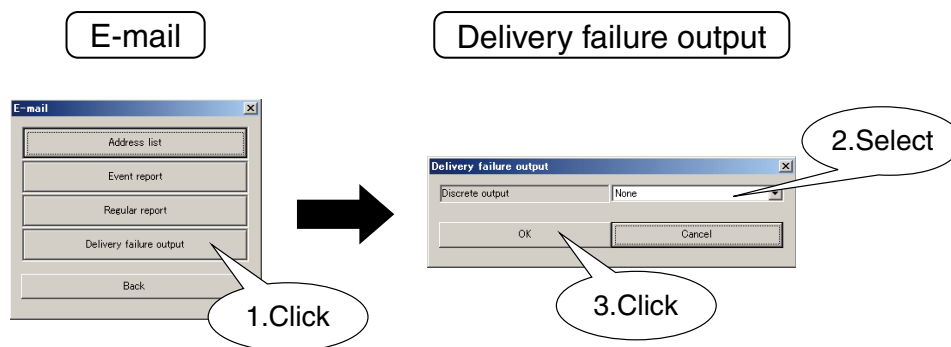 E-mail
Delivery failure output
E-mail
Address list
Event report
Regular report
Delivery failure output
Back
1.Click
Delivery failure output
Discrete output
None
OK
Cancel
2.Select
3.Click